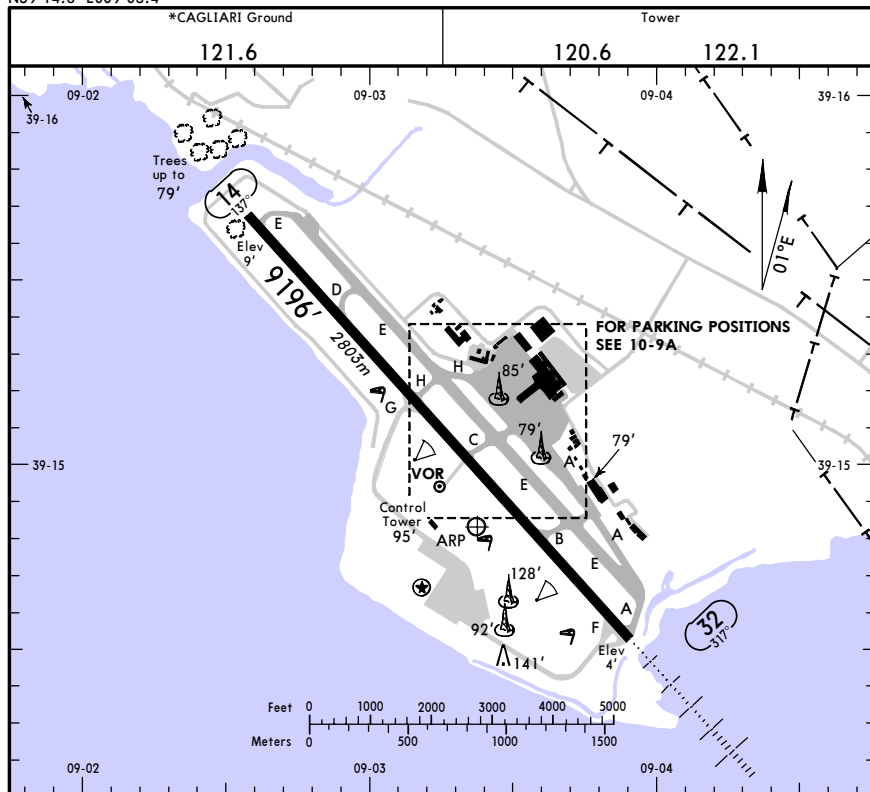 *CAGLIARI Ground
Tower
121.6
120.6
122.1
09-02
09-03
09-04
39-16
39-16
Trees
up to
79'
14
137°
E
Elev
9'
01°E
9196'
D
2803m
E
FOR PARKING POSITIONS
SEE 10-9A
H
H
85'
G
79'
C
A
79'
39-15
39-15
VOR
E
Control
Tower
95'
ARP
B
A
E
128'
A
32
317°
92'
F
Elev
4'
141'
Feet
0
1000
2000
3000
4000
5000
Meters
0
500
1000
1500
09-02
09-03
09-04